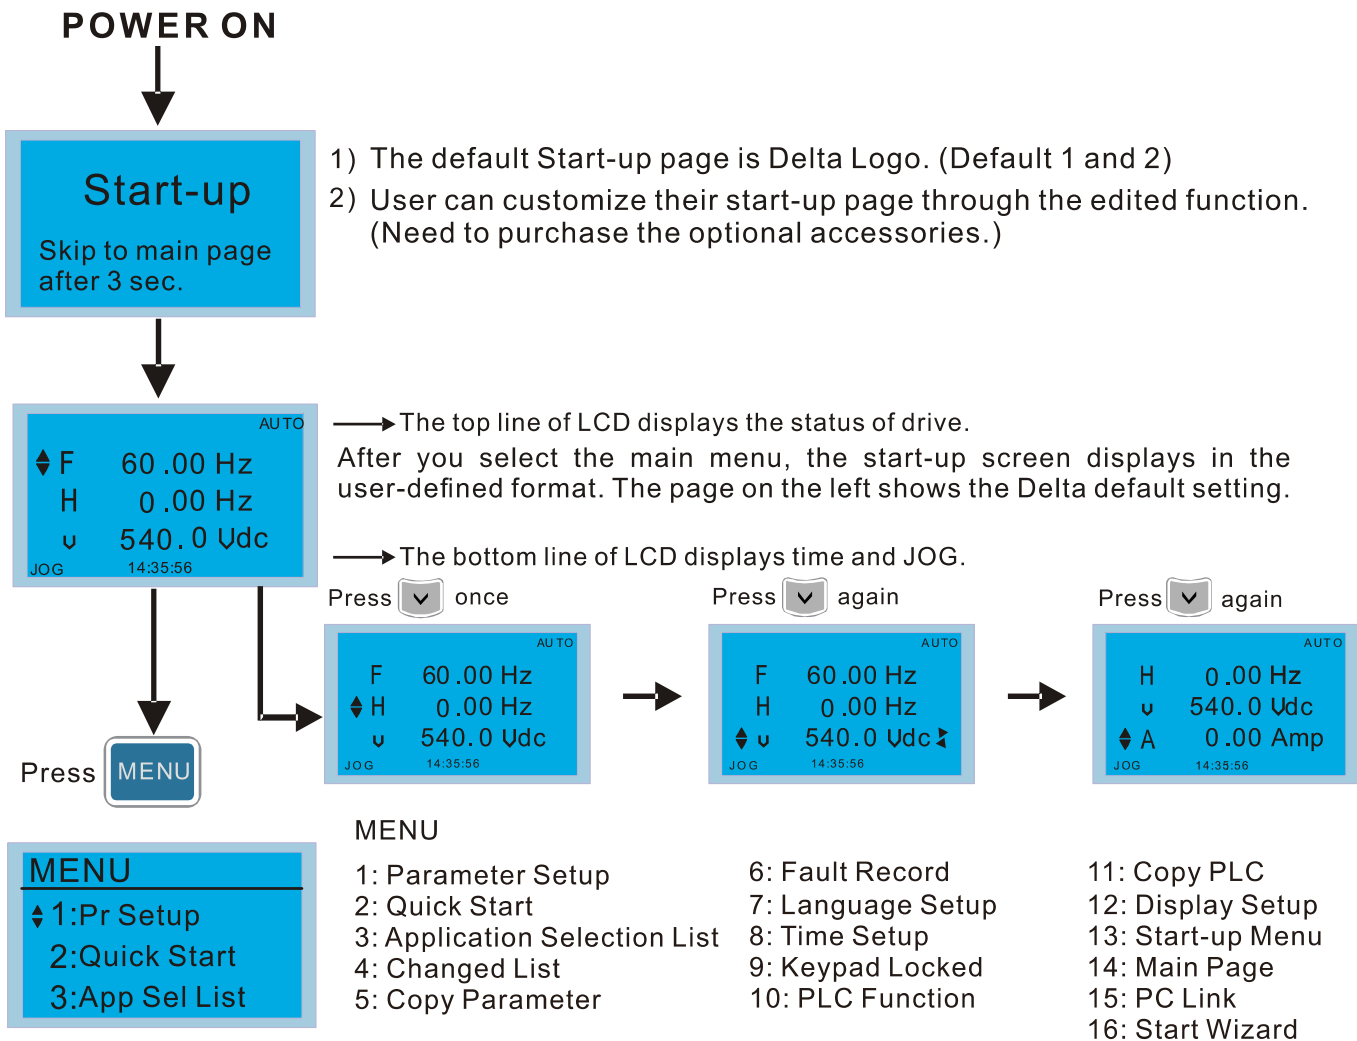 POWER ON
Start-up
Skip to main page
after 3 sec.
1) The default Start-up page is Delta Logo. (Default 1 and 2)
2) User can customize their start-up page through the edited function.
(Need to purchase the optional accessories.)
AUTO
F 60.00 Hz
H 0.00 Hz
v 540.0 Vdc
JOG 14:35:56
The top line of LCD displays the status of drive.
After you select the main menu, the start-up screen displays in the
user-defined format. The page on the left shows the Delta default setting.
The bottom line of LCD displays time and JOG.
Press once
AUTO
F 60.00 Hz
H 0.00 Hz
v 540.0 Vdc
JOG 14:35:56
Press again
AUTO
F 60.00 Hz
H 0.00 Hz
v 540.0 Vdc
JOG 14:35:56
Press again
AUTO
H 0.00 Hz
v 540.0 Vdc
A 0.00 Amp
JOG 14:35:56
Press MENU
MENU
1:Pr Setup
2:Quick Start
3:App Sel List
MENU
1: Parameter Setup
2: Quick Start
3: Application Selection List
4: Changed List
5: Copy Parameter
6: Fault Record
7: Language Setup
8: Time Setup
9: Keypad Locked
10: PLC Function
11: Copy PLC
12: Display Setup
13: Start-up Menu
14: Main Page
15: PC Link
16: Start Wizard